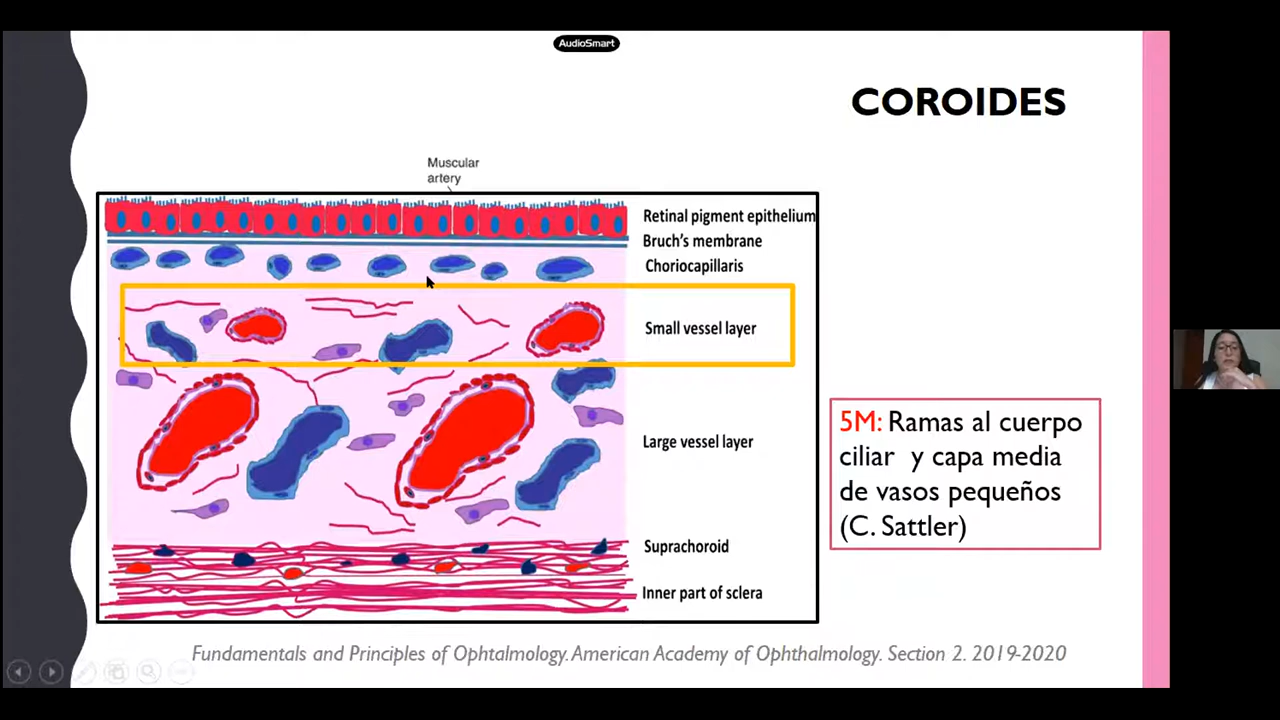 AudioSmart
COROIDES
Muscular
artery
Retinal pigment epithelium
Bruch's membrane
Choriocapillaris
Small vessel layer
Large vessel layer
Suprachoroid
Inner part of sclera
5M: Ramas al cuerpo
ciliar y capa media
de vasos pequeños
(C. Sattler)
Fundamentals and Principles of Ophtalmology. American Academy of Ophthalmology. Section 2. 2019-2020